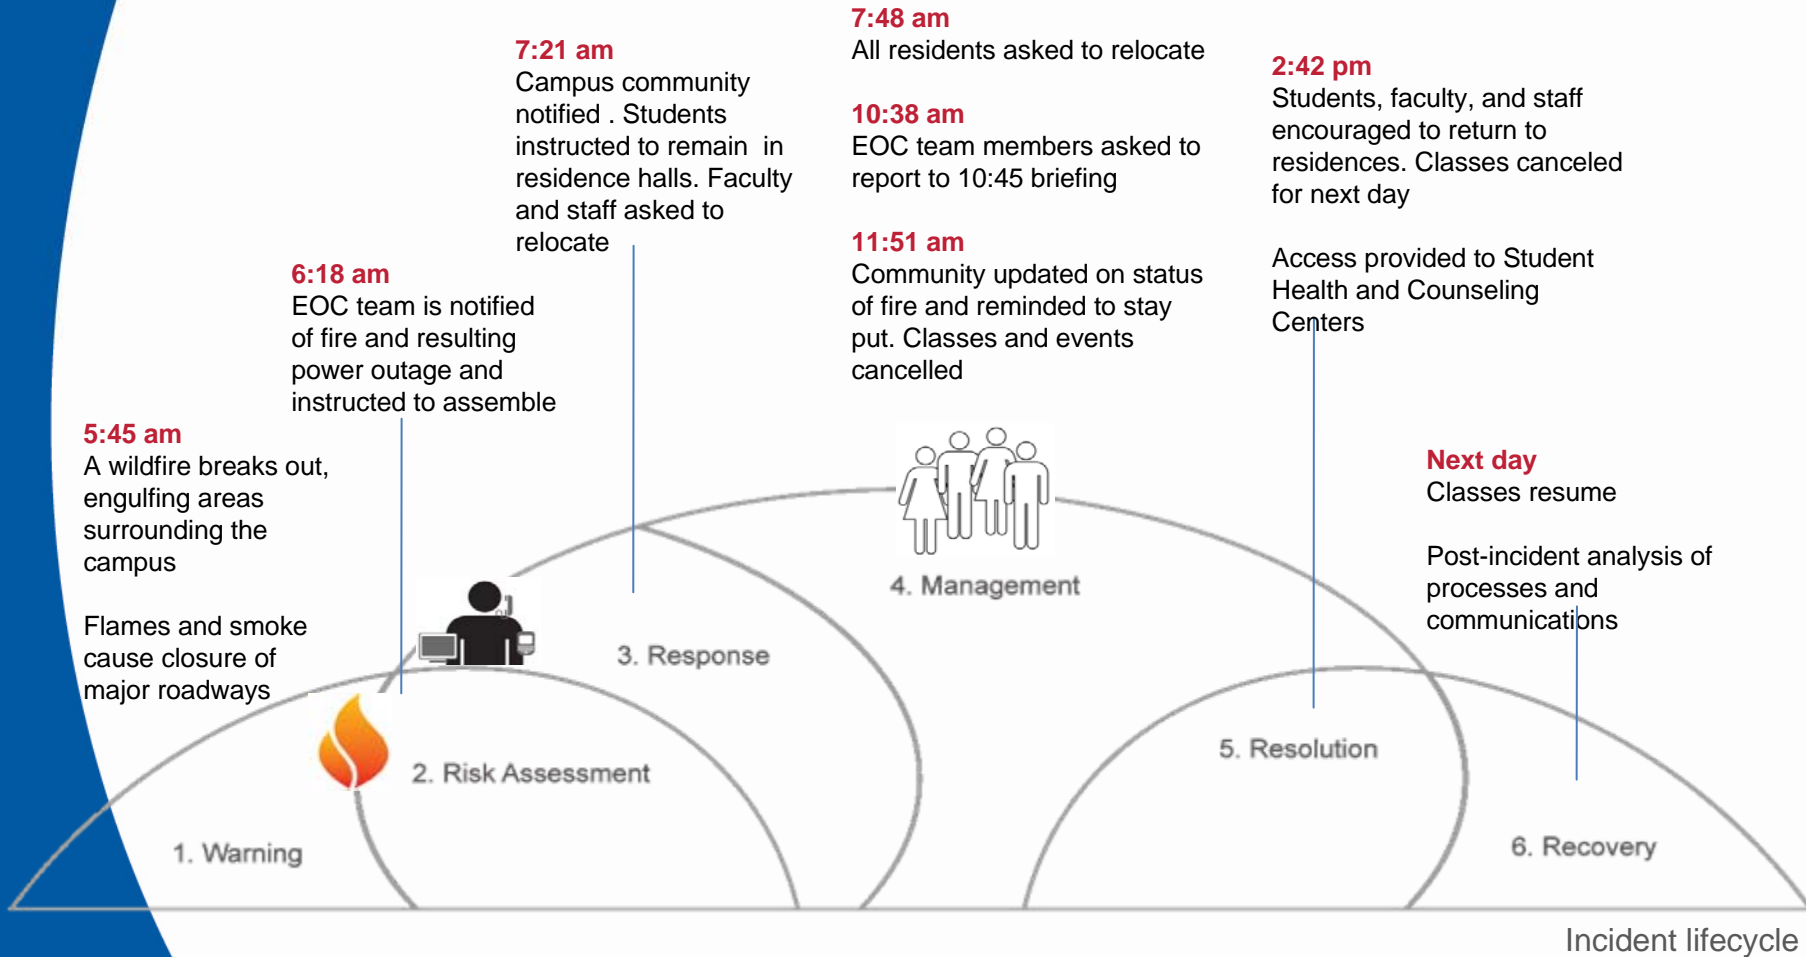 5:45 am
A wildfire breaks out,
engulfing areas
surrounding the
campus
Flames and smoke
cause closure of
major roadways
6:18 am
EOC team is notified
of fire and resulting
power outage and
instructed to assemble
7:21 am
Campus community
notified . Students
instructed to remain  in
residence halls. Faculty
and staff asked to
relocate
7:48 am
All residents asked to relocate
10:38 am
EOC team members asked to
report to 10:45 briefing
11:51 am
Community updated on status
of fire and reminded to stay
put. Classes and events
cancelled
2:42 pm
Students, faculty, and staff
encouraged to return to
residences. Classes canceled
for next day
Access provided to Student
Health and Counseling
Centers
Next day
Classes resume
Post-incident analysis of
processes and
communications
1. Warning
2. Risk Assessment
3. Response
4. Management
5. Resolution
6. Recovery
Incident lifecycle